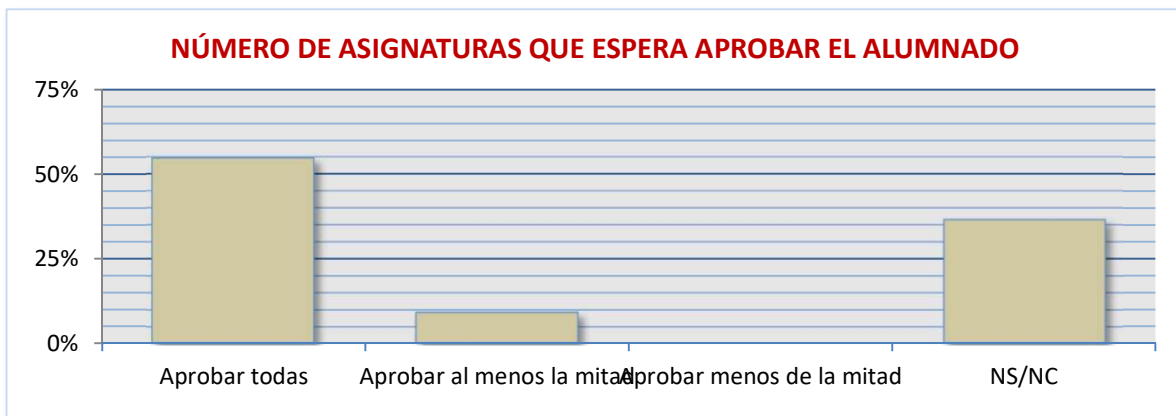 NÚMERO DE ASIGNATURAS QUE ESPERA APROBAR EL ALUMNADO
75%
50%
25%
0%
Aprobar todas
Aprobar al menos la mitad
Aprobar menos de la mitad
NS/NC